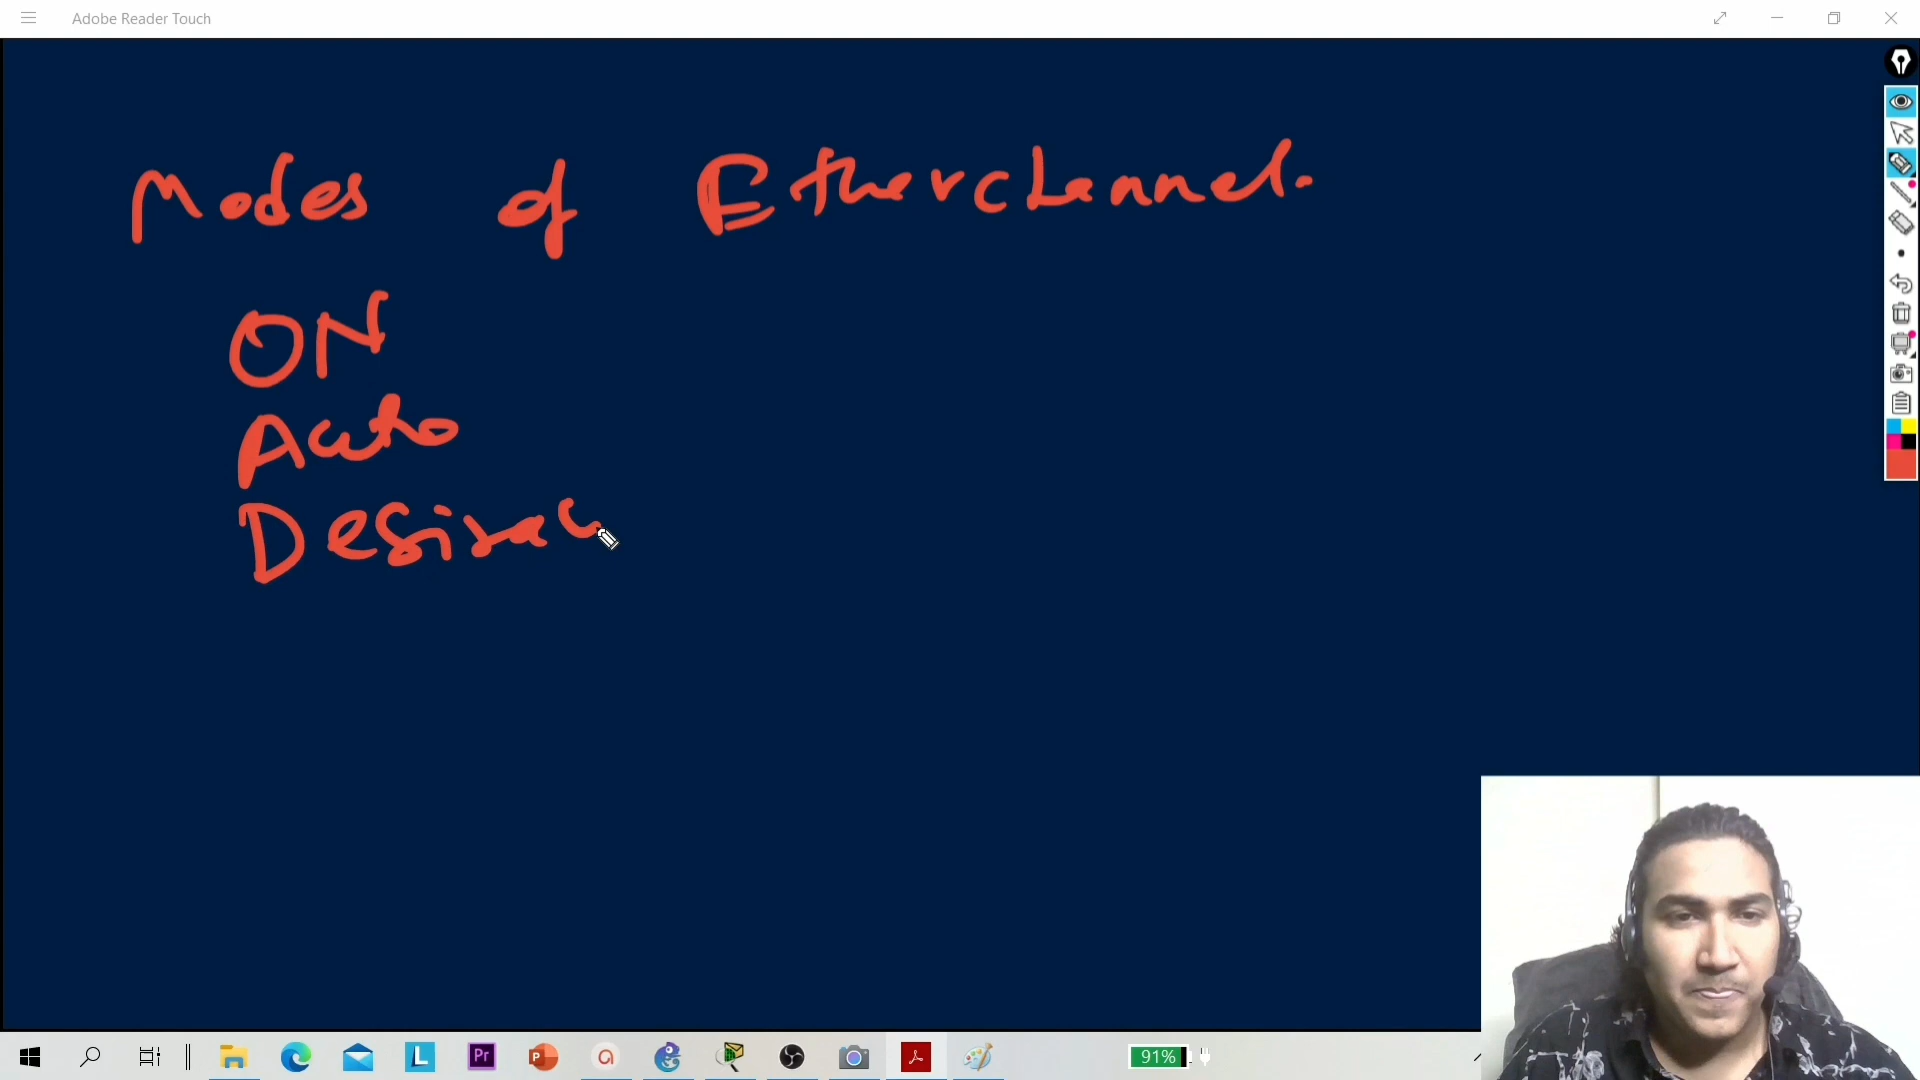 Adobe Reader Touch
Modes of Etherchannel.
ON
Auto
Desirab
91%